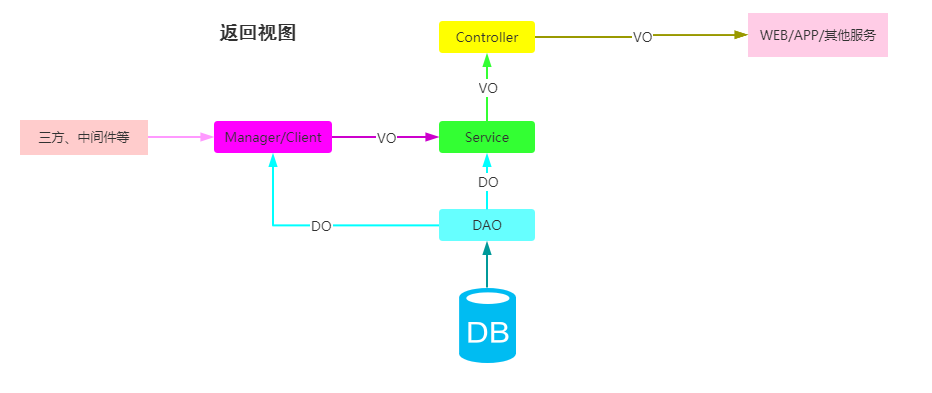 返回视图
Controller
VO
WEB/APP/其他服务
VO
三方、中间件等
Manager/Client
VO
Service
DO
DO
DAO
DB